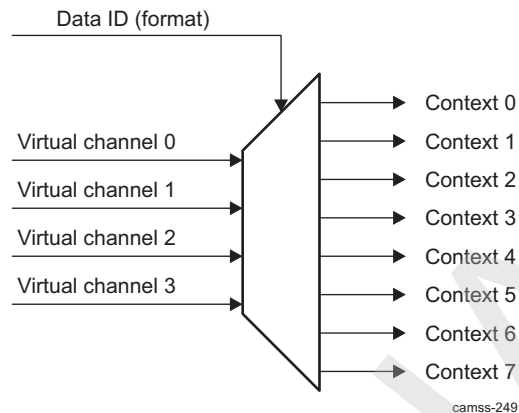 Data ID (format)
Virtual channel 0
Virtual channel 1
Virtual channel 2
Virtual channel 3
Context 0
Context 1
Context 2
Context 3
Context 4
Context 5
Context 6
Context 7
camss-249